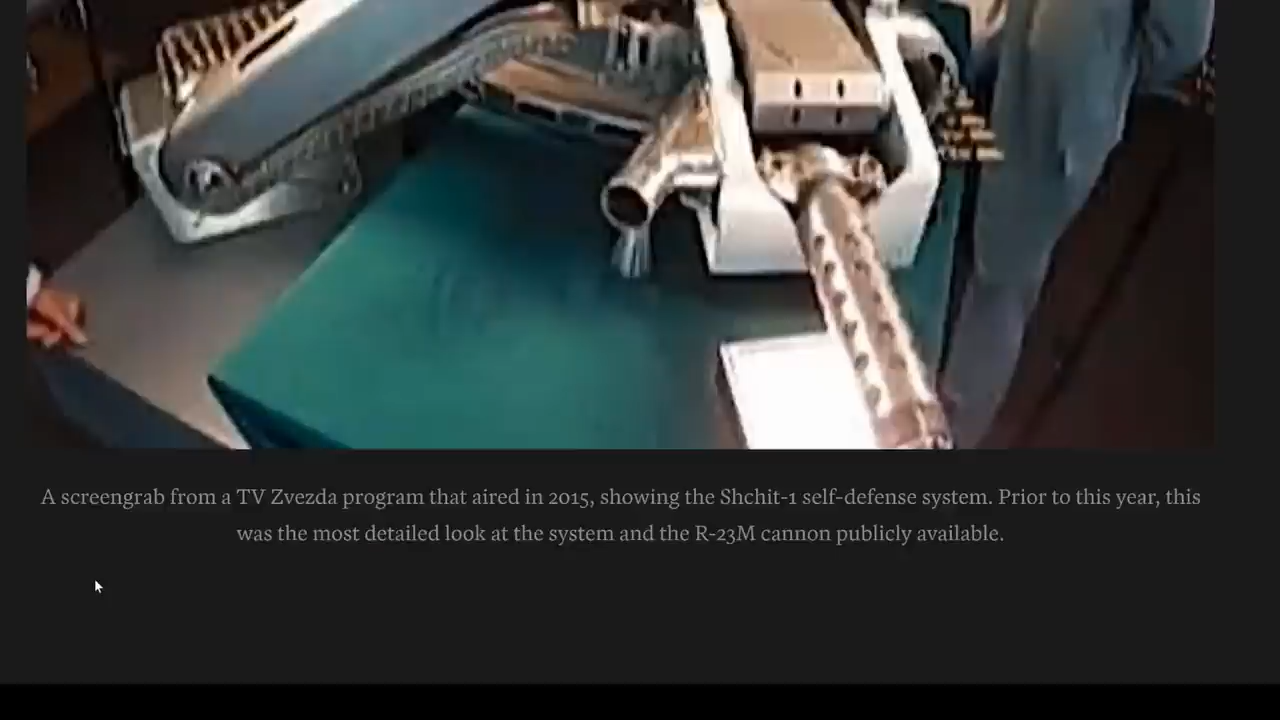 A screengrab from a TV Zvezda program that aired in 2015, showing the Shchit-1 self-defense system. Prior to this year, this
was the most detailed look at the system and the R-23M cannon publicly available.